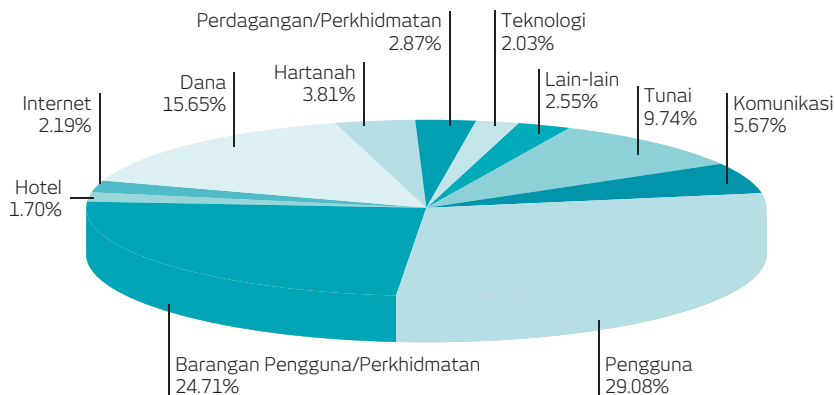 Perdagangan/Perkhidmatan
2.87%
Teknologi
2.03%
Hartanah
3.81%
Lain-lain
2.55%
Dana
15.65%
Tunai
9.74%
Internet
2.19%
Komunikasi
5.67%
Hotel
1.70%
Barangan Pengguna/Perkhidmatan
24.71%
Pengguna
29.08%